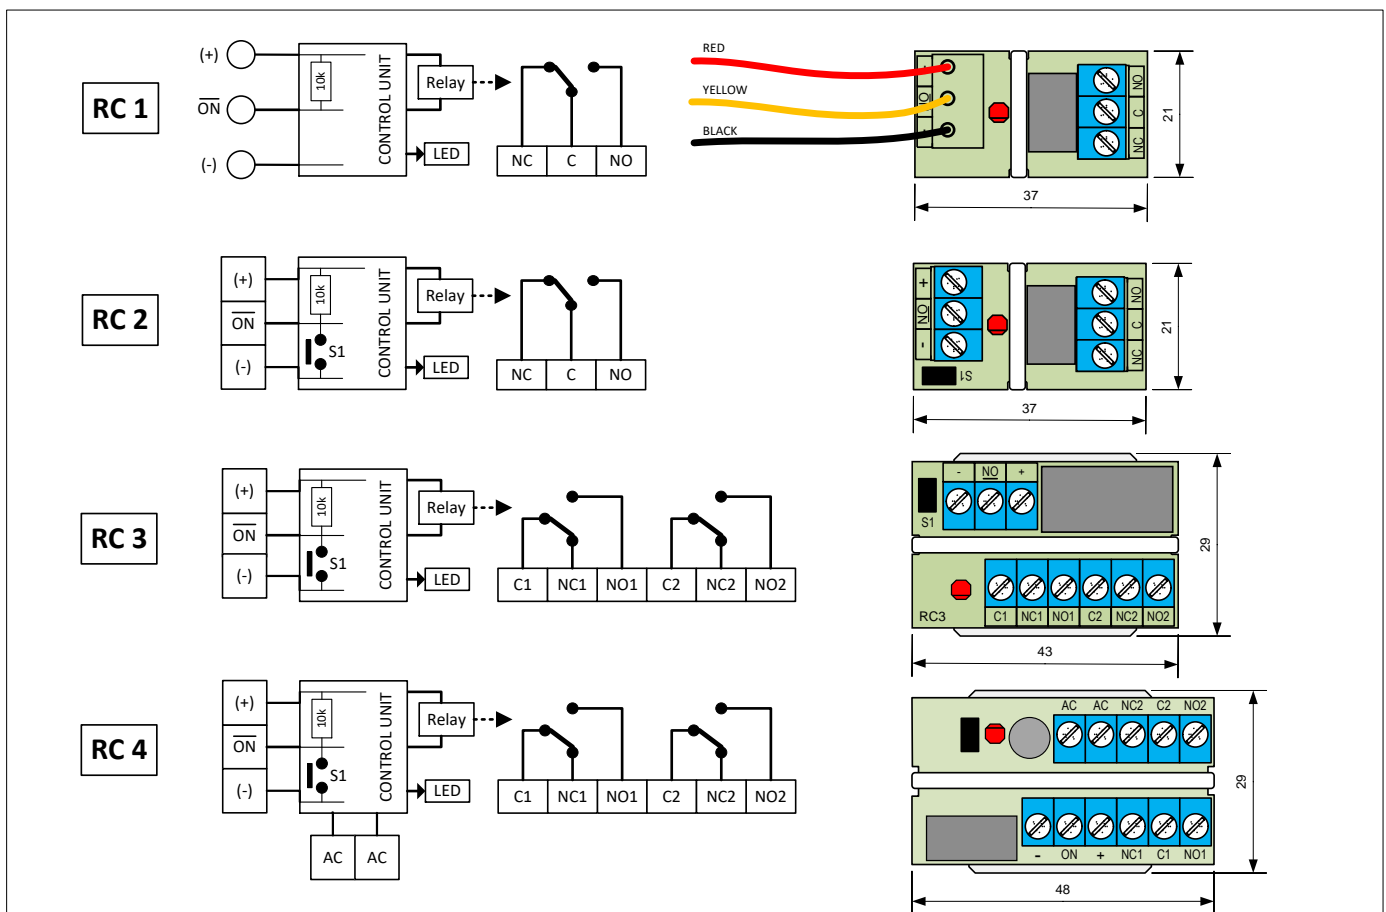 RC 1
(+)
ON
(-)
10k
CONTROL UNIT
Relay
LED
NC C NO
RED
YELLOW
BLACK
ON
NO
C
NC
21
37
RC 2
(+)
ON
(-)
10k
S1
CONTROL UNIT
Relay
LED
NC C NO
+
ON
-
S1
NO
C
NC
21
37
RC 3
(+)
ON
(-)
10k
S1
CONTROL UNIT
Relay
LED
C1 NC1 NO1 C2 NC2 NO2
- NO +
S1
RC3
C1 NC1 NO1 C2 NC2 NO2
29
43
RC 4
(+)
ON
(-)
10k
S1
CONTROL UNIT
Relay
LED
AC AC
C1 NC1 NO1 C2 NC2 NO2
AC AC NC2 C2 NO2
- ON + NC1 C1 NO1
29
48